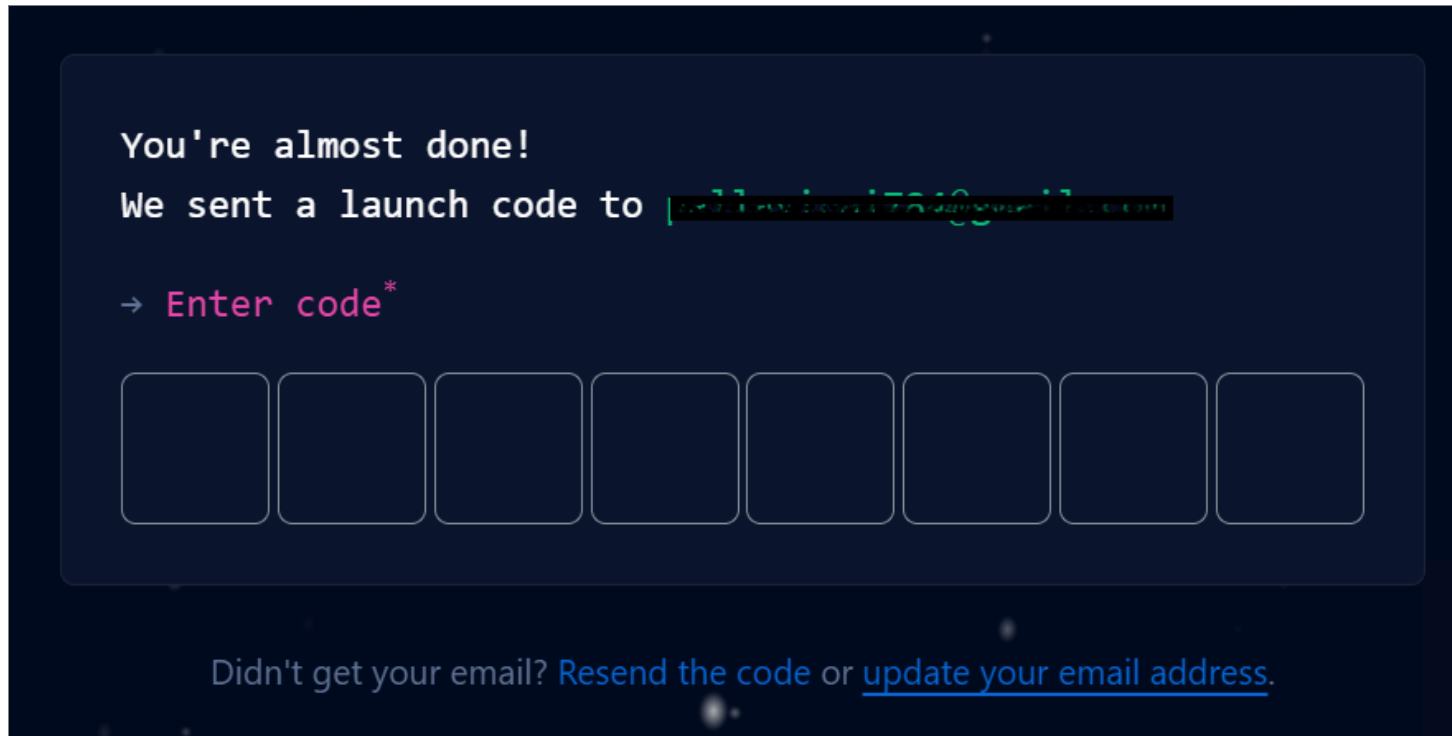 You're almost done!
We sent a launch code to
→ Enter code*
Didn't get your email? Resend the code or update your email address.